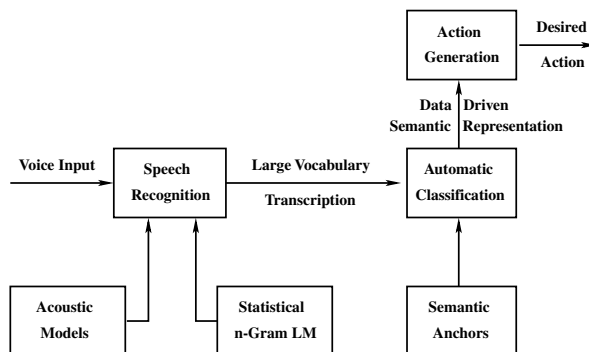 Action
Generation
Desired
Action
Data Driven
Semantic Representation
Voice Input
Speech
Recognition
Large Vocabulary
Transcription
Automatic
Classification
Acoustic
Models
Statistical
n-Gram LM
Semantic
Anchors